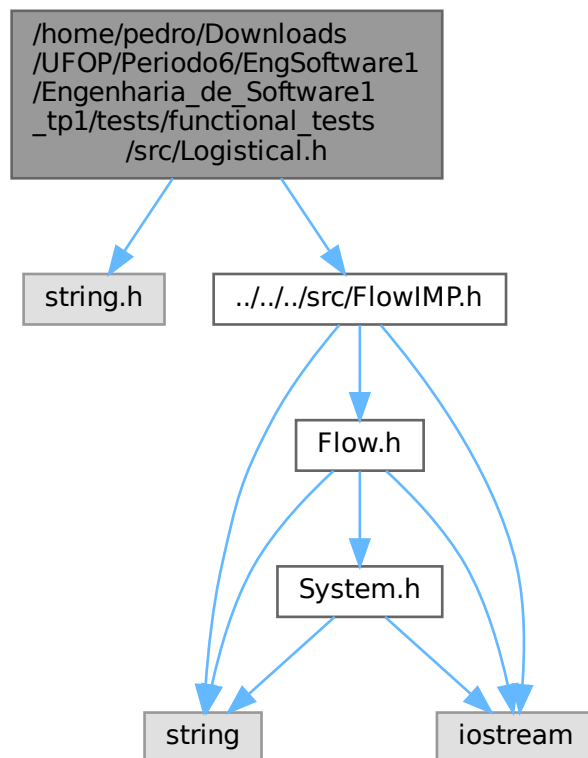 /home/pedro/Downloads
/UFOP/Periodo6/EngSoftware1
/Engenharia_de_Software1
_tp1/tests/functional_tests
/src/Logistical.h
string.h
../../../src/FlowIMP.h
Flow.h
System.h
string
iostream